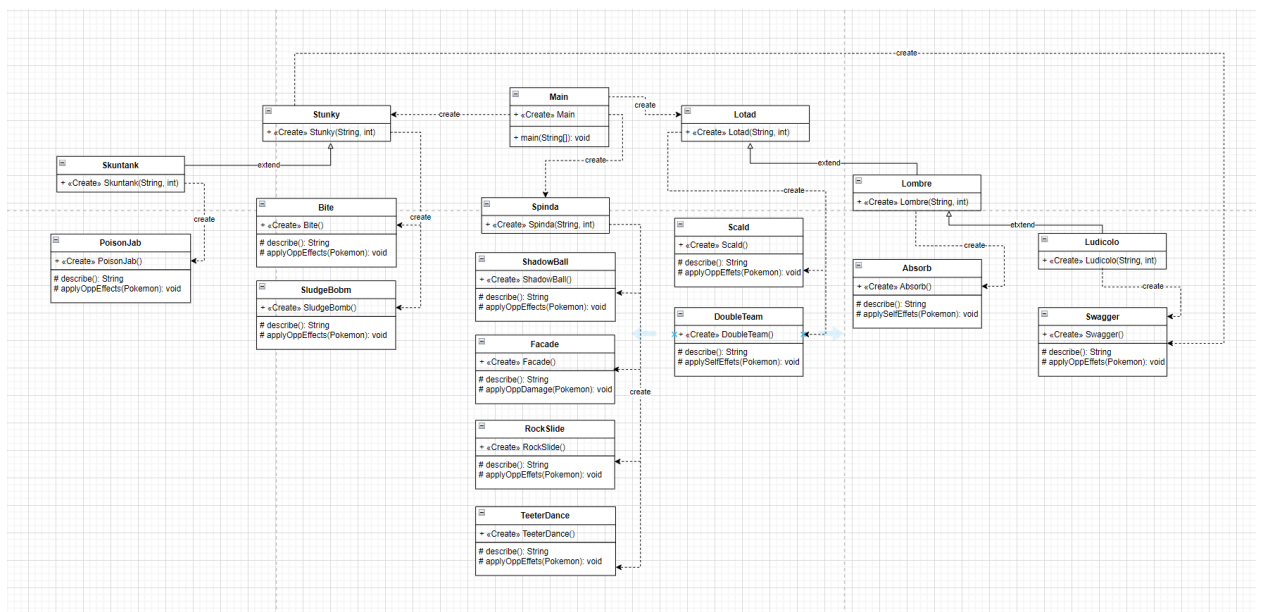 create
Main
+ «Create» Main
+ main(String[]): void
create
create
create
Stunky
+ «Create» Stunky(String, int)
Lotad
+ «Create» Lotad(String, int)
Skuntank
+ «Create» Skuntank(String, int)
extend
extend
Lombre
+ «Create» Lombre(String, int)
create
create
create
PoisonJab
+ «Create» PoisonJab()
# describe(): String
# applyOppEffects(Pokemon): void
Bite
+ «Create» Bite()
# describe(): String
# applyOppEffects(Pokemon): void
SludgeBobm
+ «Create» SludgeBomb()
# describe(): String
# applyOppEffects(Pokemon): void
Spinda
+ «Create» Spinda(String, int)
ShadowBall
+ «Create» ShadowBall()
# describe(): String
# applyOppEffects(Pokemon): void
Facade
+ «Create» Facade()
# describe(): String
# applyOppDamage(Pokemon): void
create
RockSlide
+ «Create» RockSlide()
# describe(): String
# applyOppEffets(Pokemon): void
TeeterDance
+ «Create» TeeterDance()
# describe(): String
# applyOppEffets(Pokemon): void
Scald
+ «Create» Scald()
# describe(): String
# applyOppEffets(Pokemon): void
DoubleTeam
+ «Create» DoubleTeam()
# describe(): String
# applySelfEffets(Pokemon): void
create
Absorb
+ «Create» Absorb()
# describe(): String
# applySelfEffets(Pokemon): void
Ludicolo
+ «Create» Ludicolo(String, int)
create
Swagger
+ «Create» Swagger()
# describe(): String
# applyOppEffets(Pokemon): void